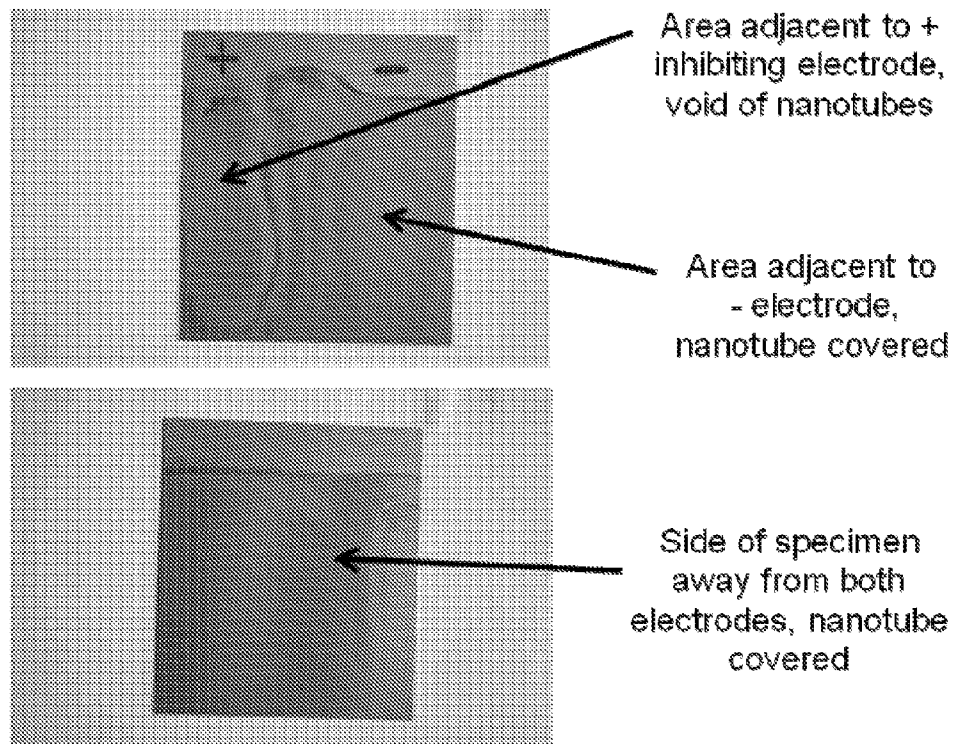 Area adjacent to +
inhibiting electrode,
void of nanotubes
+
-
Area adjacent to
- electrode,
nanotube covered
Side of specimen
away from both
electrodes, nanotube
covered